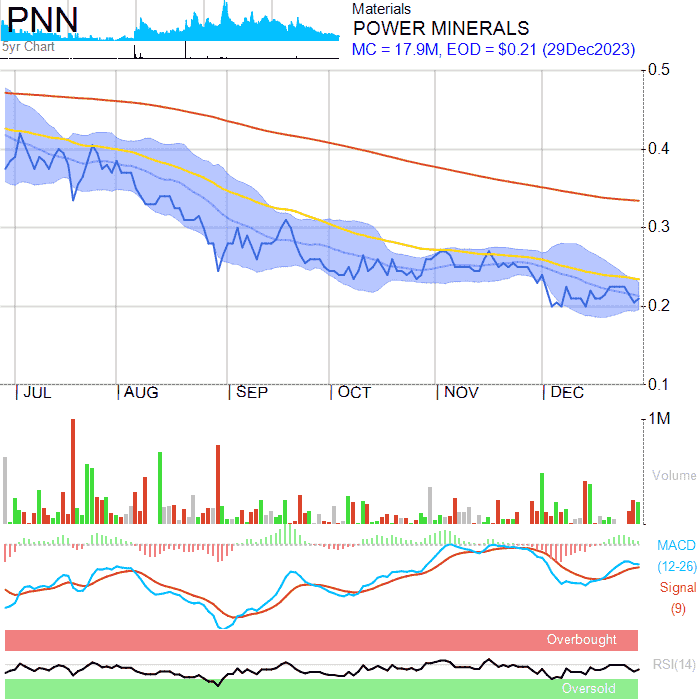 PNN
5yr Chart
Materials
POWER MINERALS
MC = 17.9M, EOD = $0.21 (29Dec2023)
0.5
0.4
0.3
0.2
0.1
JUL AUG SEP OCT NOV DEC
1M
Volume
MACD
(12-26)
Signal
(9)
Overbought
RSI(14)
Oversold